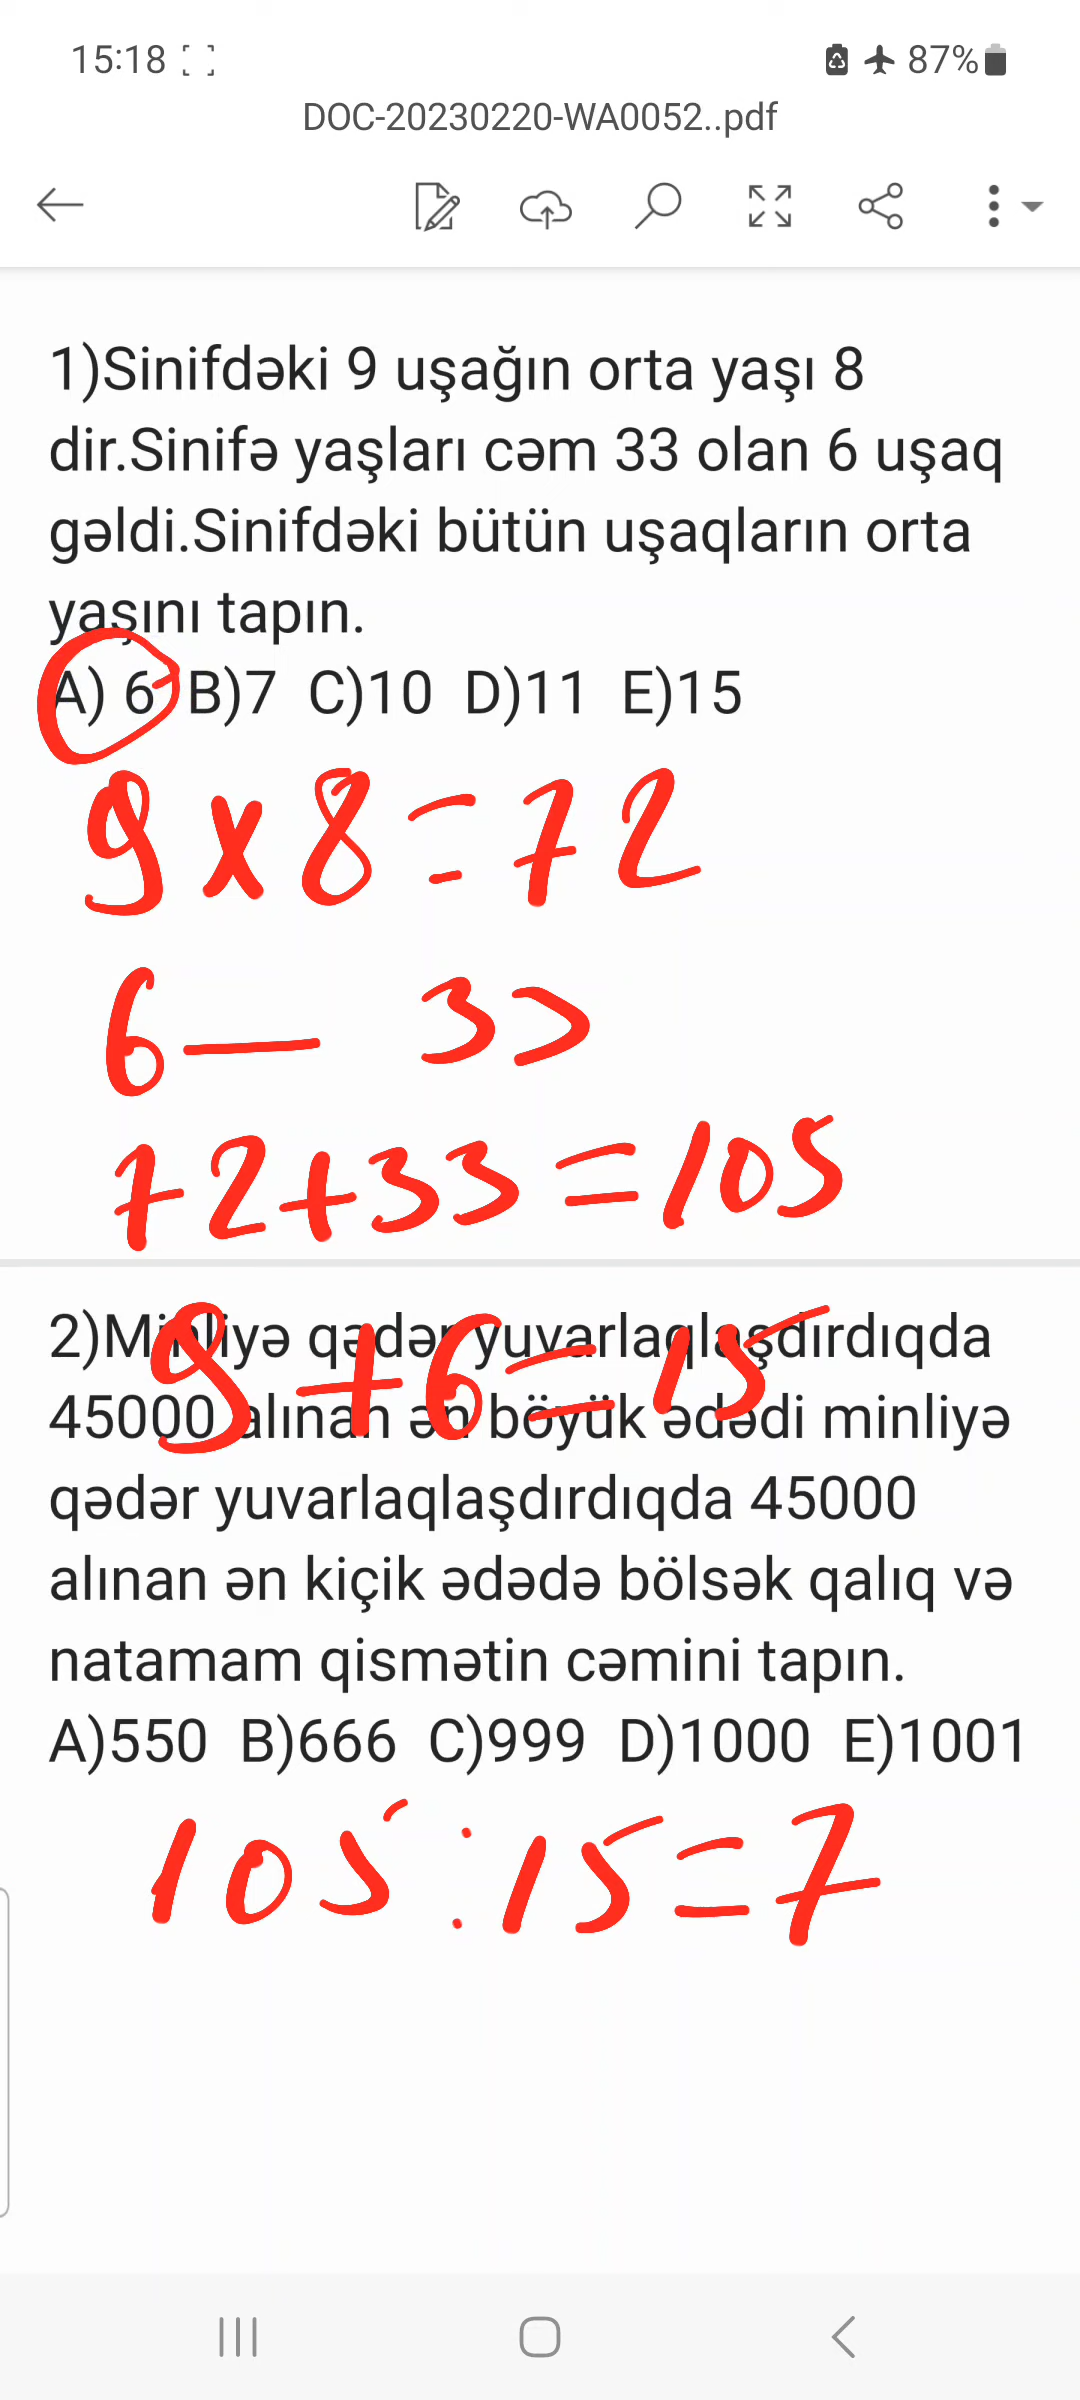 15:18 87%
DOC-20230220-WA0052..pdf
1)Sinifdəki 9 uşağın orta yaşı 8
dir.Sinifə yaşları cəm 33 olan 6 uşaq
gəldi.Sinifdəki bütün uşaqların orta
yaşını tapın.
A) 6 B)7 C)10 D)11 E)15
9 x 8 = 72
6 — 33
72+33=105
2)Minliyə qədər yuvarlaqlaşdırdıqda
9+6=15
45000 alınan ən böyük ədədi minliyə
qədər yuvarlaqlaşdırdıqda 45000
alınan ən kiçik ədədə bölsək qalıq və
natamam qismətin cəmini tapın.
A)550 B)666 C)999 D)1000 E)1001
105:15=7